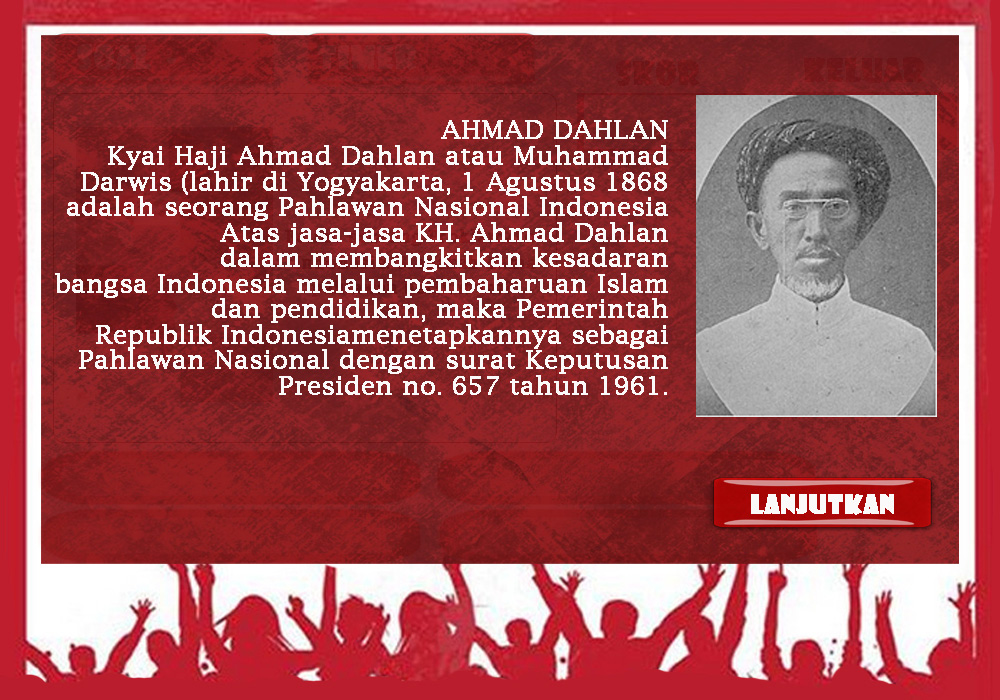 SKOR
KELUAR
AHMAD DAHLAN
Kyai Haji Ahmad Dahlan atau Muhammad
Darwis (lahir di Yogyakarta, 1 Agustus 1868
adalah seorang Pahlawan Nasional Indonesia
Atas jasa-jasa KH. Ahmad Dahlan
dalam membangkitkan kesadaran
bangsa Indonesia melalui pembaharuan Islam
dan pendidikan, maka Pemerintah
Republik Indonesiamenetapkannya sebagai
Pahlawan Nasional dengan surat Keputusan
Presiden no. 657 tahun 1961.
LANJUTKAN